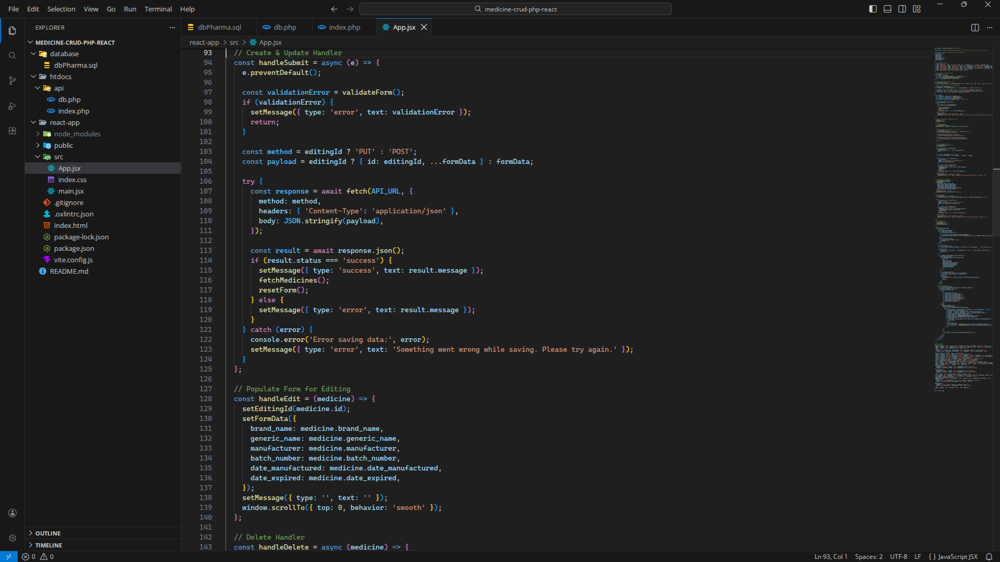 File Edit Selection View Go Run Terminal Help
medicine-crud-php-react
EXPLORER
MEDICINE-CRUD-PHP-REACT
database
dbPharma.sql
htdocs
api
db.php
index.php
react-app
node_modules
public
src
App.jsx
index.css
main.jsx
.gitignore
.oxlintrc.json
index.html
package-lock.json
package.json
vite.config.js
README.md
OUTLINE
TIMELINE
dbPharma.sql db.php index.php App.jsx
react-app > src > App.jsx
93 // Create & Update Handler
94 const handleSubmit = async (e) => {
95 e.preventDefault();
96
97 const validationError = validateForm();
98 if (validationError) {
99 setMessage({ type: 'error', text: validationError });
100 return;
101 }
102
103 const method = editingId ? 'PUT' : 'POST';
104 const payload = editingId ? { id: editingId, ...formData } : formData;
105
106 try {
107 const response = await fetch(API_URL, {
108 method: method,
109 headers: { 'Content-Type': 'application/json' },
110 body: JSON.stringify(payload),
111 });
112
113 const result = await response.json();
114 if (result.status === 'success') {
115 setMessage({ type: 'success', text: result.message });
116 fetchMedicines();
117 resetForm();
118 } else {
119 setMessage({ type: 'error', text: result.message });
120 }
121 } catch (error) {
122 console.error('Error saving data:', error);
123 setMessage({ type: 'error', text: 'Something went wrong while saving. Please try again.' });
124 }
125 };
126
127 // Populate Form for Editing
128 const handleEdit = (medicine) => {
129 setEditingId(medicine.id);
130 setFormData({
131 brand_name: medicine.brand_name,
132 generic_name: medicine.generic_name,
133 manufacturer: medicine.manufacturer,
134 batch_number: medicine.batch_number,
135 date_manufactured: medicine.date_manufactured,
136 date_expired: medicine.date_expired,
137 });
138 setMessage({ type: '', text: '' });
139 window.scrollTo({ top: 0, behavior: 'smooth' });
140 };
141
142 // Delete Handler
143 const handleDelete = async (medicine) => {
0 0
Ln 93, Col 1 Spaces: 2 UTF-8 LF { } JavaScript JSX